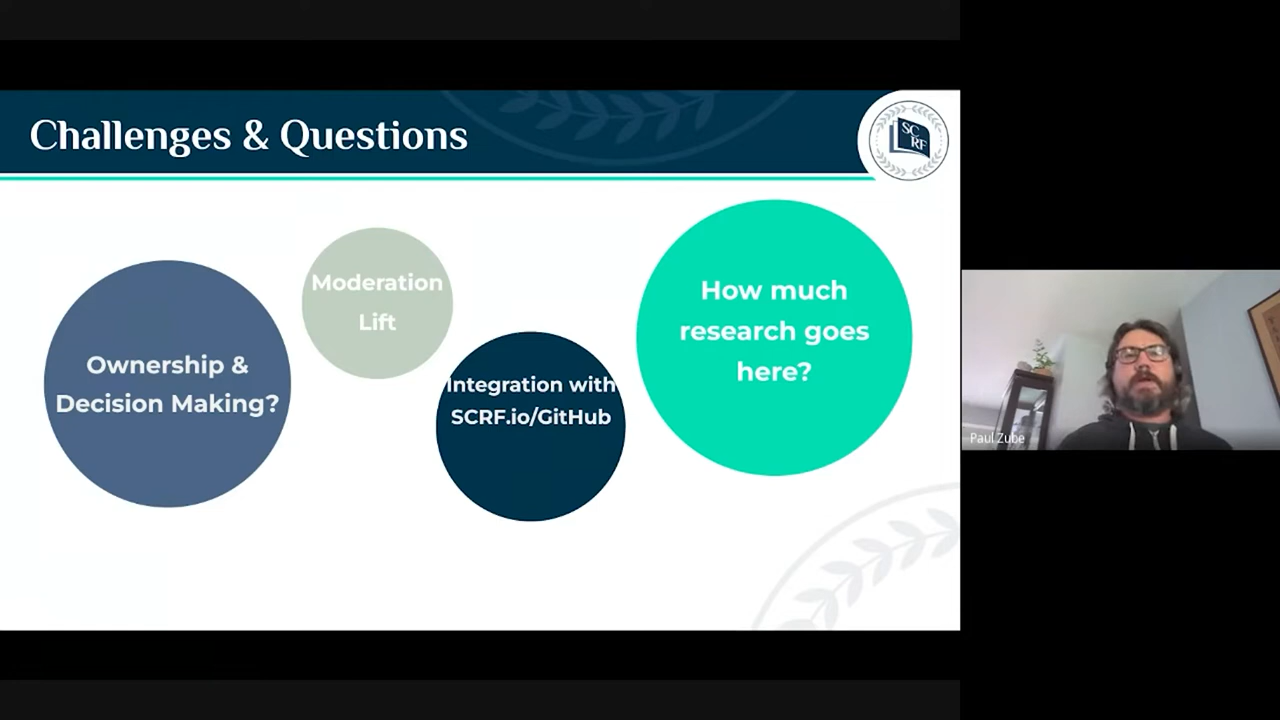 Challenges & Questions
SC
RF
Moderation
Lift
How much
research goes
here?
Ownership &
Decision Making?
Integration with
SCRF.io/GitHub
Paul Zube